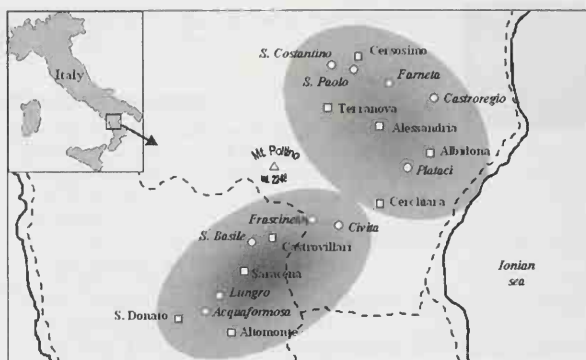 Italy
S. Costantino
Cersosimo
S. Paolo
Farneta
Castroregio
Terranova
Alessandria
Albidona
Plataci
Mt. Pollino
Cerchiara
Frascineto
Civita
S. Basile
Castrovillari
Saracena
Lungro
S. Donato
Acquaformosa
Altomonte
Ionian
sea